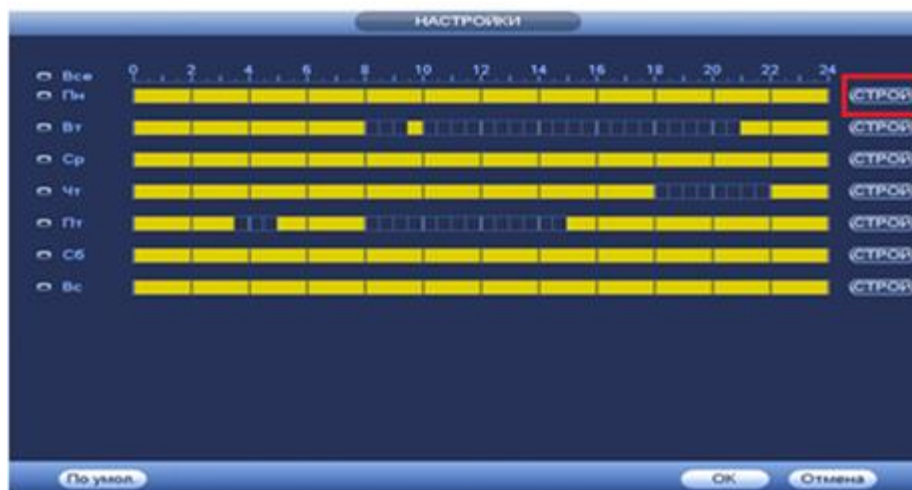 НАСТРОЙКИ
0 2 4 6 8 10 12 14 16 18 20 22 24
Все
Пн СТРОЙ
Вт СТРОЙ
Ср СТРОЙ
Чт СТРОЙ
Пт СТРОЙ
Сб СТРОЙ
Вс СТРОЙ
По умол. ОК Отмена